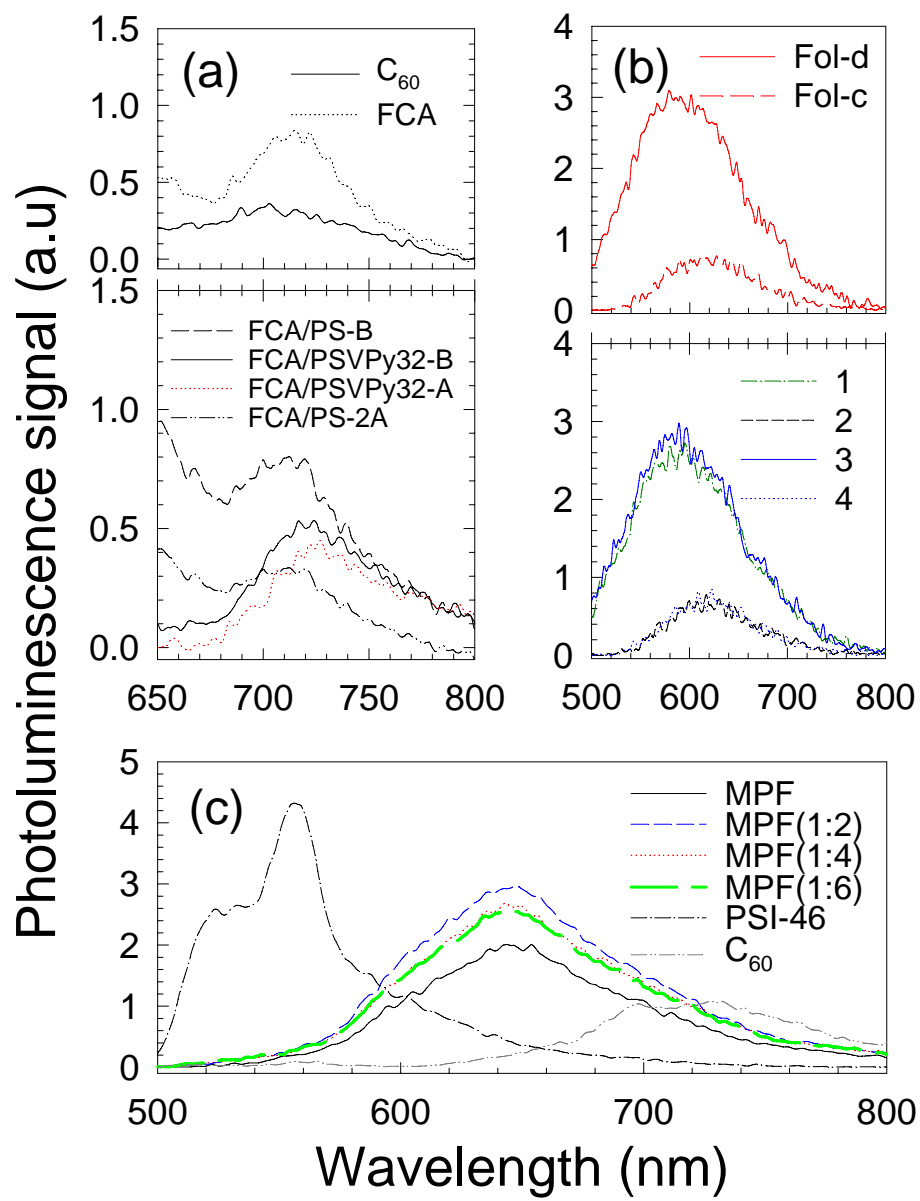 Photoluminescence signal (a.u)
(a)
C60
FCA
1.5
1.0
0.5
0.0
FCA/PS-B
FCA/PSVPy32-B
FCA/PSVPy32-A
FCA/PS-2A
1.5
1.0
0.5
0.0
650 700 750 800
(b)
Fol-d
Fol-c
4
3
2
1
0
1
2
3
4
4
3
2
1
0
500 600 700 800
(c)
MPF
MPF(1:2)
MPF(1:4)
MPF(1:6)
PSI-46
C60
5
4
3
2
1
0
500 600 700 800
Wavelength (nm)